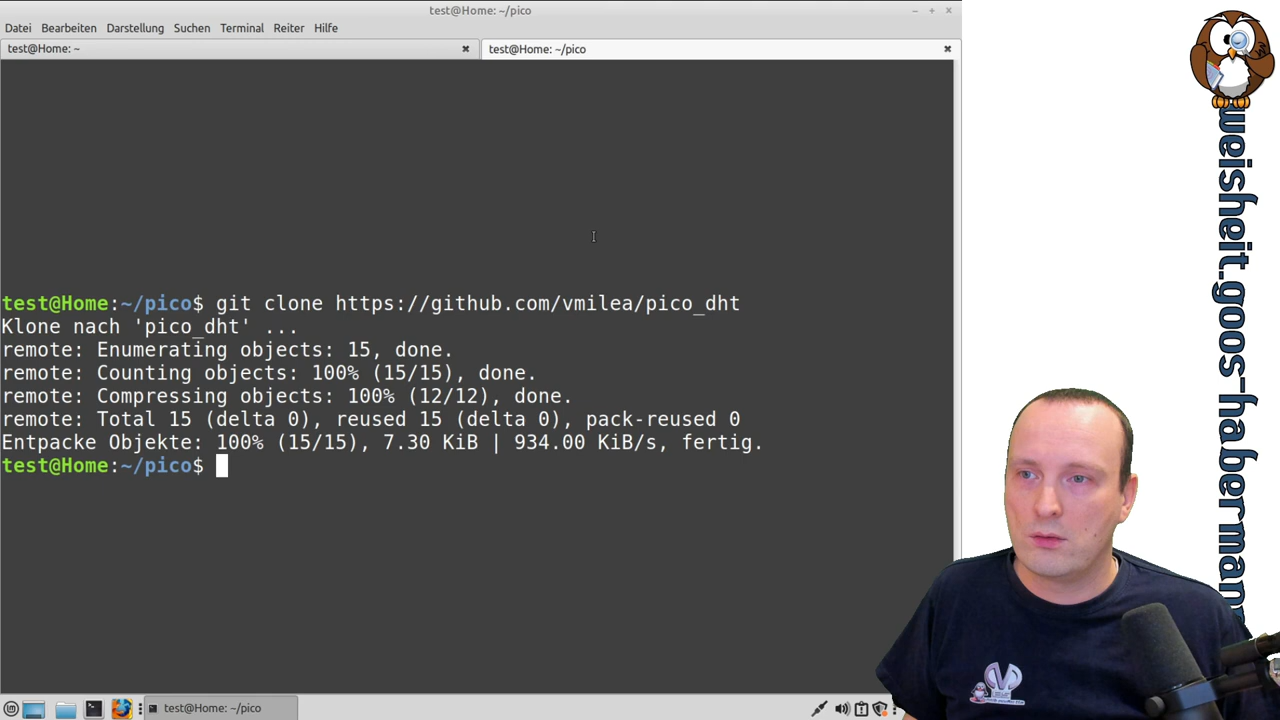 test@Home: ~/pico
Datei Bearbeiten Darstellung Suchen Terminal Reiter Hilfe
test@Home: ~
test@Home: ~/pico
test@Home:~/pico$ git clone https://github.com/vmilea/pico_dht
Klone nach 'pico_dht' ...
remote: Enumerating objects: 15, done.
remote: Counting objects: 100% (15/15), done.
remote: Compressing objects: 100% (12/12), done.
remote: Total 15 (delta 0), reused 15 (delta 0), pack-reused 0
Entpacke Objekte: 100% (15/15), 7.30 KiB | 934.00 KiB/s, fertig.
test@Home:~/pico$
test@Home: ~/pico
weisheit.goos-haberman